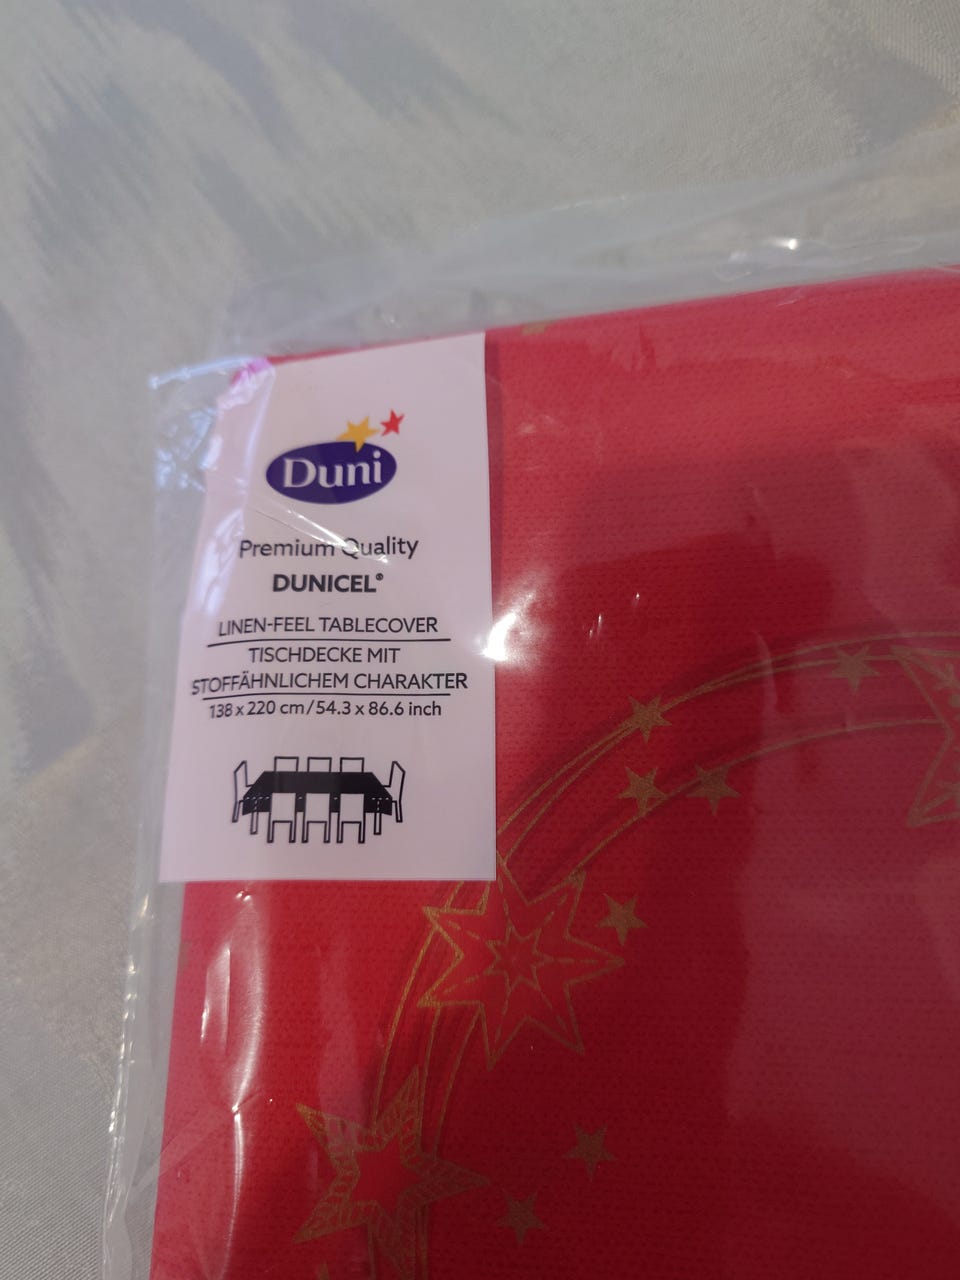 Duni
Premium Quality
DUNICEL®
LINEN-FEEL TABLECOVER
TISCHDECKE MIT
STOFFÄHNLICHEM CHARAKTER
138 x 220 cm / 54.3 x 86.6 inch